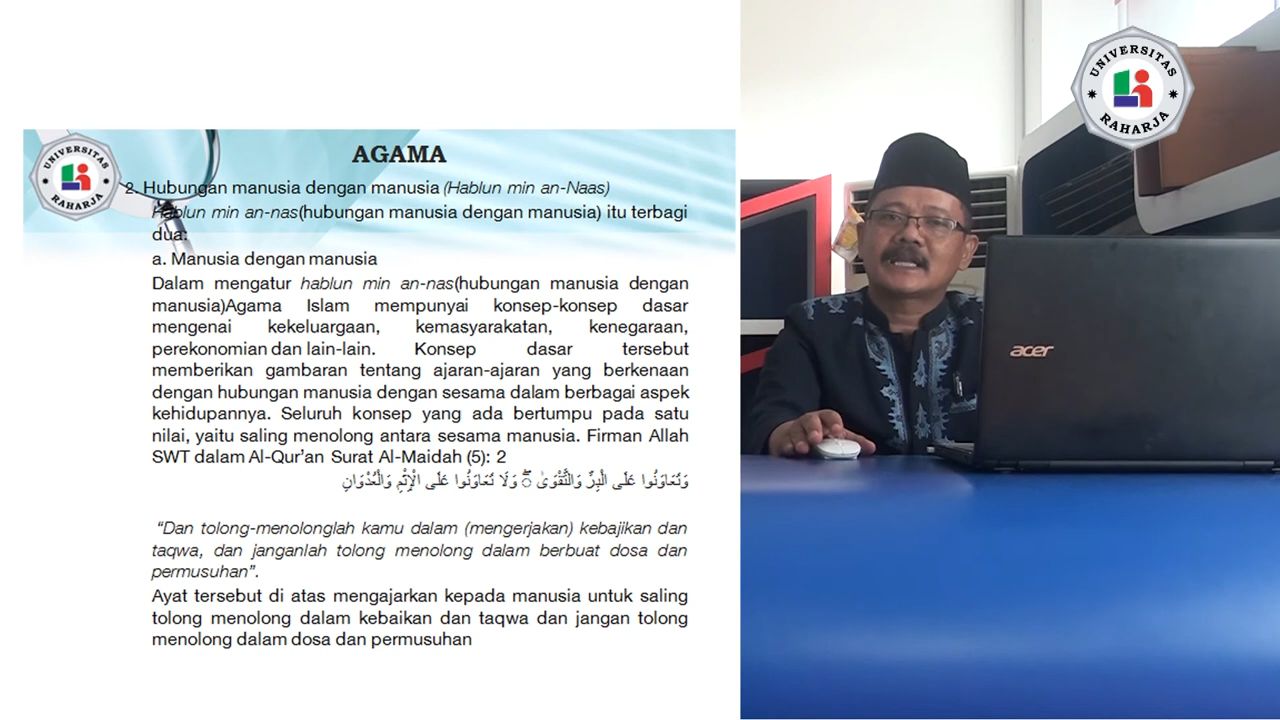 AGAMA
2. Hubungan manusia dengan manusia (Hablun min an-Naas)
Hablun min an-nas(hubungan manusia dengan manusia) itu terbagi
dua:
a. Manusia dengan manusia
Dalam mengatur hablun min an-nas(hubungan manusia dengan
manusia)Agama Islam mempunyai konsep-konsep dasar
mengenai kekeluargaan, kemasyarakatan, kenegaraan,
perekonomian dan lain-lain. Konsep dasar tersebut
memberikan gambaran tentang ajaran-ajaran yang berkenaan
dengan hubungan manusia dengan sesama dalam berbagai aspek
kehidupannya. Seluruh konsep yang ada bertumpu pada satu
nilai, yaitu saling menolong antara sesama manusia. Firman Allah
SWT dalam Al-Qur’an Surat Al-Maidah (5): 2
وَتَعَاوَنُوا عَلَى الْبِرِّ وَالتَّقْوَىٰ ۖ وَلَا تَعَاوَنُوا عَلَى الْإِثْمِ وَالْعُدْوَانِ
“Dan tolong-menolonglah kamu dalam (mengerjakan) kebajikan dan
taqwa, dan janganlah tolong menolong dalam berbuat dosa dan
permusuhan”.
Ayat tersebut di atas mengajarkan kepada manusia untuk saling
tolong menolong dalam kebaikan dan taqwa dan jangan tolong
menolong dalam dosa dan permusuhan
UNIVERSITAS
RAHARJA
UNIVERSITAS
RAHARJA
acer